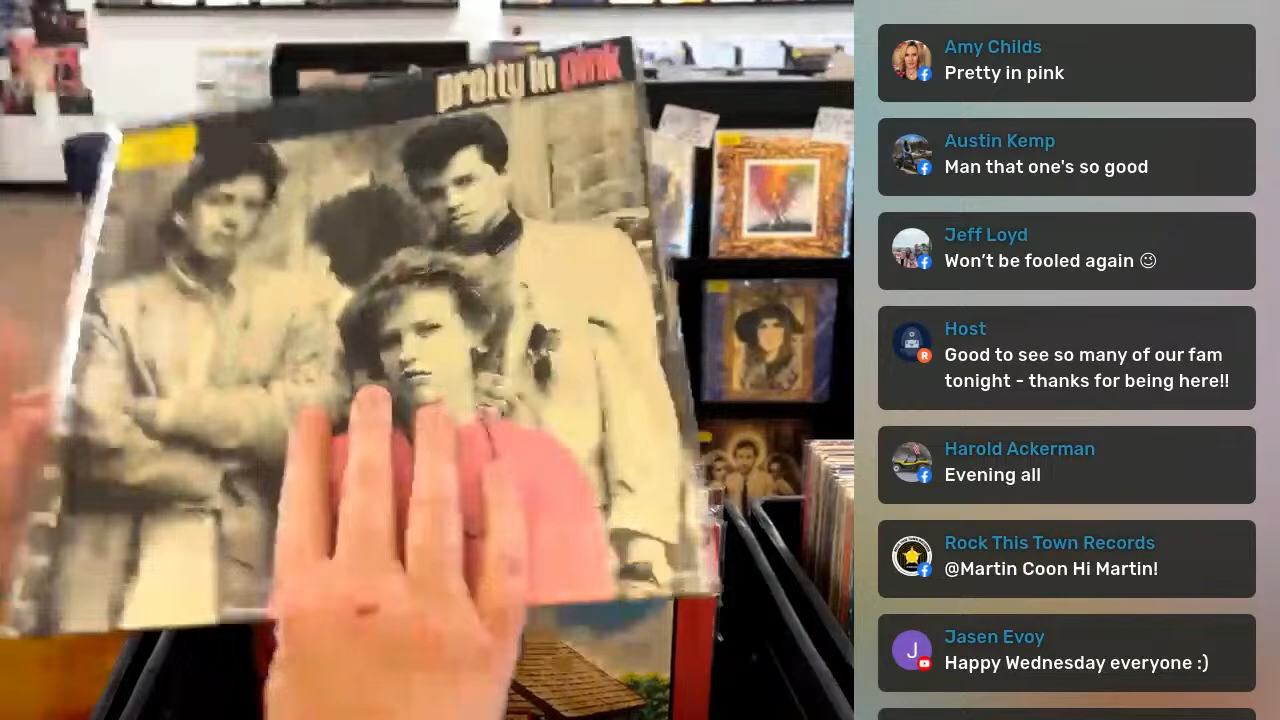 pretty in pink
Amy Childs
Pretty in pink
Austin Kemp
Man that one's so good
Jeff Loyd
Won't be fooled again 😉
Host
Good to see so many of our fam
tonight - thanks for being here!!
Harold Ackerman
Evening all
Rock This Town Records
@Martin Coon Hi Martin!
J
Jasen Evoy
Happy Wednesday everyone :)